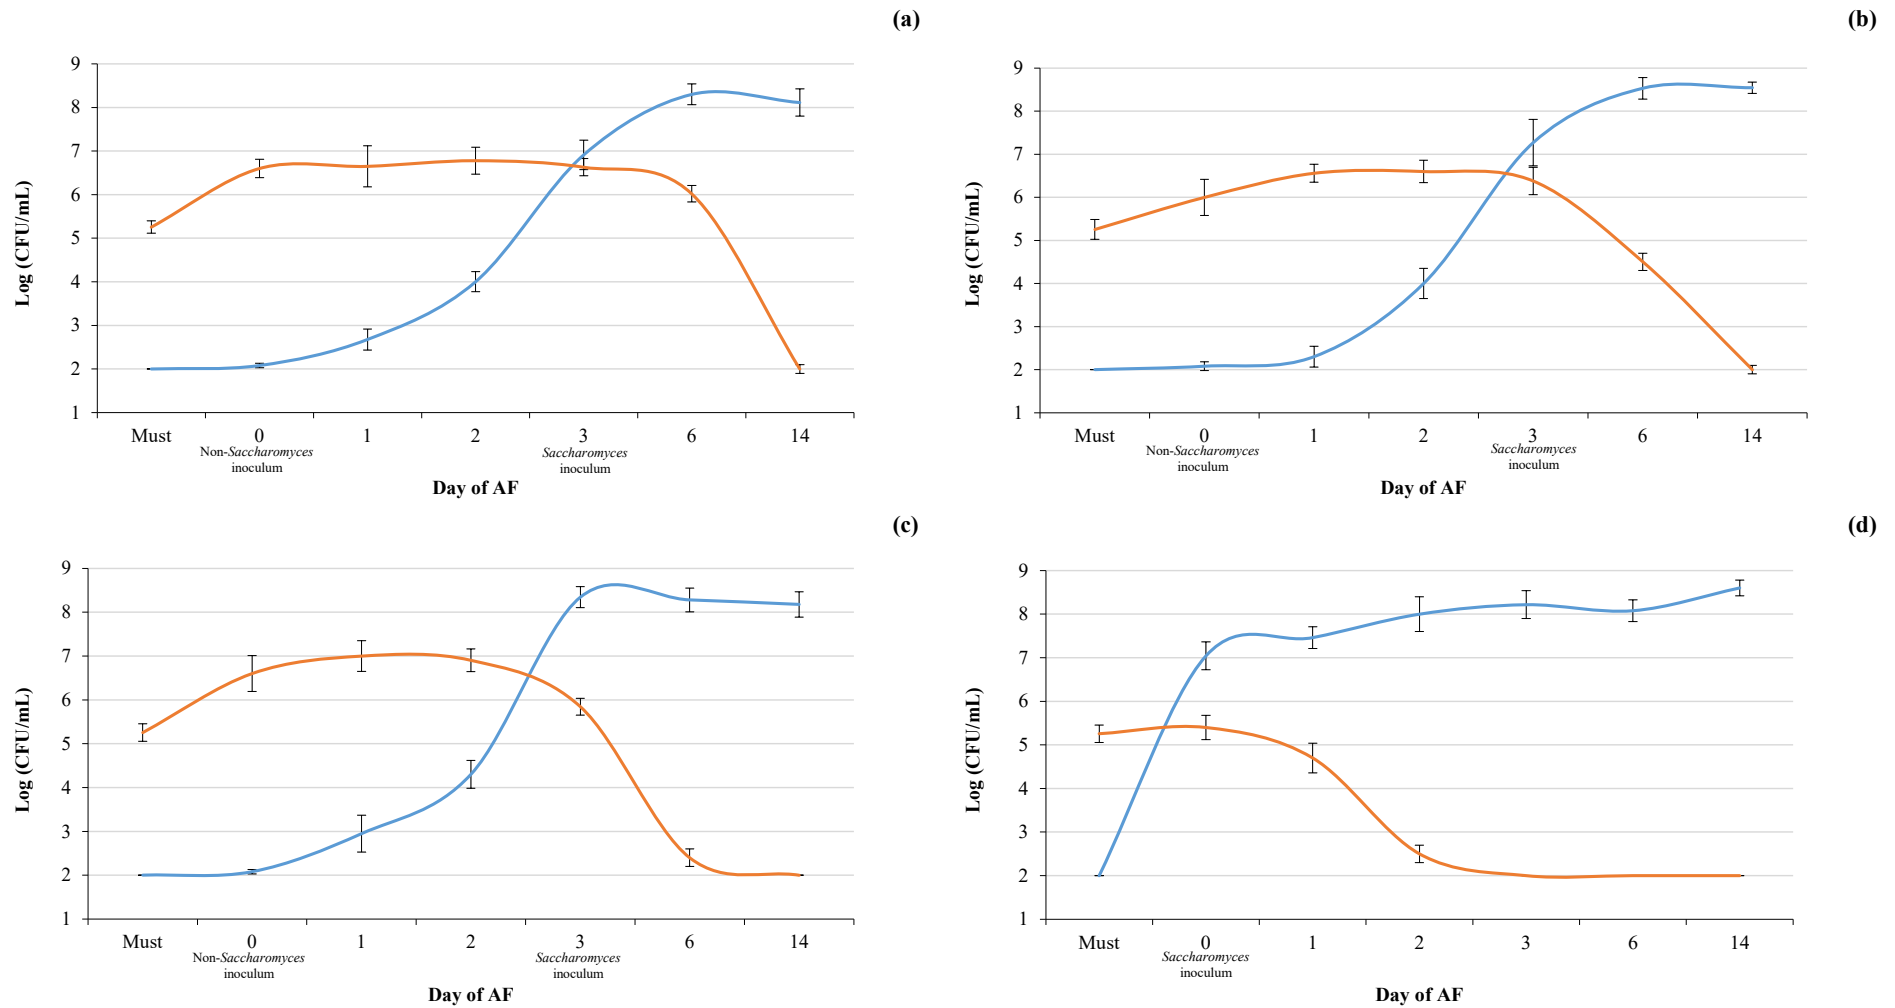 (a)
9
8
7
6
5
4
3
2
1
Log (CFU/mL)
Must 0 1 2 3 6 14
Non-Saccharomyces
inoculum
Saccharomyces
inoculum
Day of AF
(b)
9
8
7
6
5
4
3
2
1
Log (CFU/mL)
Must 0 1 2 3 6 14
Non-Saccharomyces
inoculum
Saccharomyces
inoculum
Day of AF
(c)
9
8
7
6
5
4
3
2
1
Log (CFU/mL)
Must 0 1 2 3 6 14
Non-Saccharomyces
inoculum
Saccharomyces
inoculum
Day of AF
(d)
9
8
7
6
5
4
3
2
1
Log (CFU/mL)
Must 0 1 2 3 6 14
Saccharomyces
inoculum
Day of AF